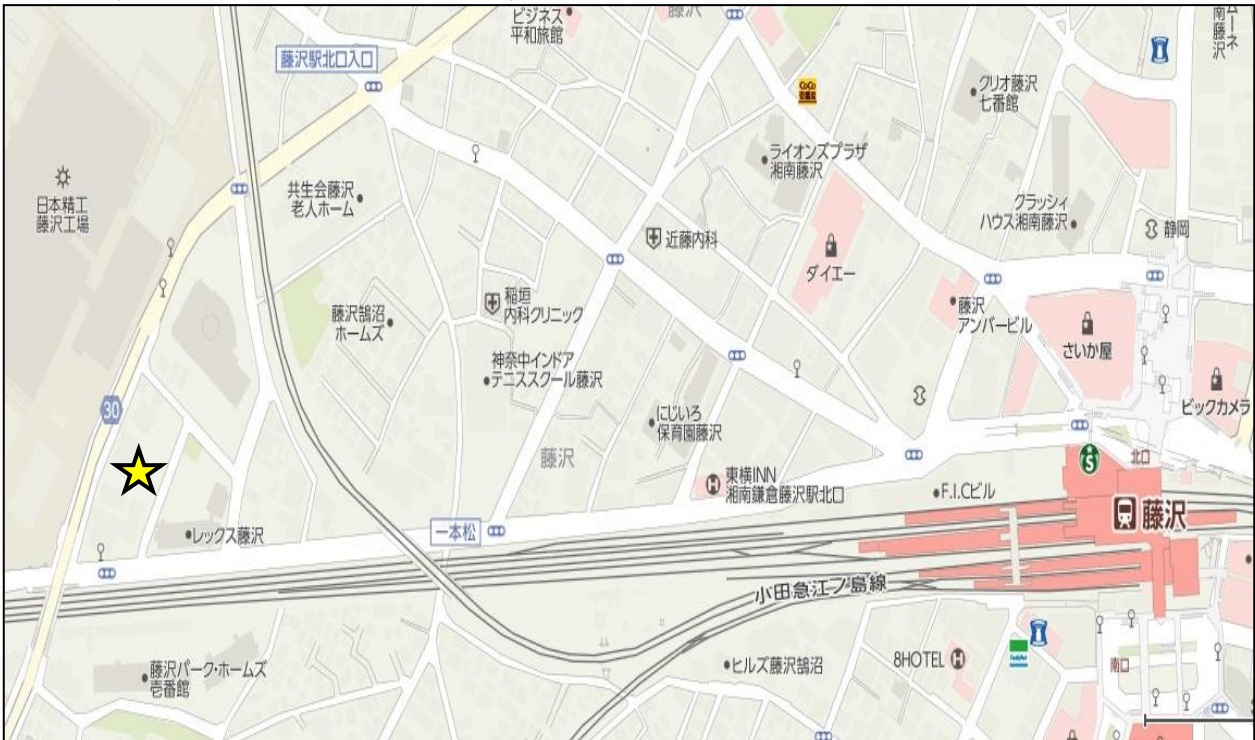 ビジネス
平和旅館
藤沢
ムーネ
南藤沢
藤沢駅北口入口
CoCo
壱番屋
クリオ藤沢
七番館
ライオンズプラザ
湘南藤沢
日本精工
藤沢工場
共生会藤沢
老人ホーム
クラッシィ
ハウス湘南藤沢
静岡
近藤内科
ダイエー
稲垣
内科クリニック
藤沢鵠沼
ホームズ
藤沢
アンバービル
さいか屋
神奈中インドア
テニススクール藤沢
ビックカメラ
30
にじいろ
保育園藤沢
藤沢
東横INN
湘南鎌倉藤沢駅北口
F.I.Cビル
S
北口
藤沢
レックス藤沢
一本松
小田急江ノ島線
藤沢パーク・ホームズ
壱番館
ヒルズ藤沢鵠沼
8HOTEL
H
FamilyMart
南口